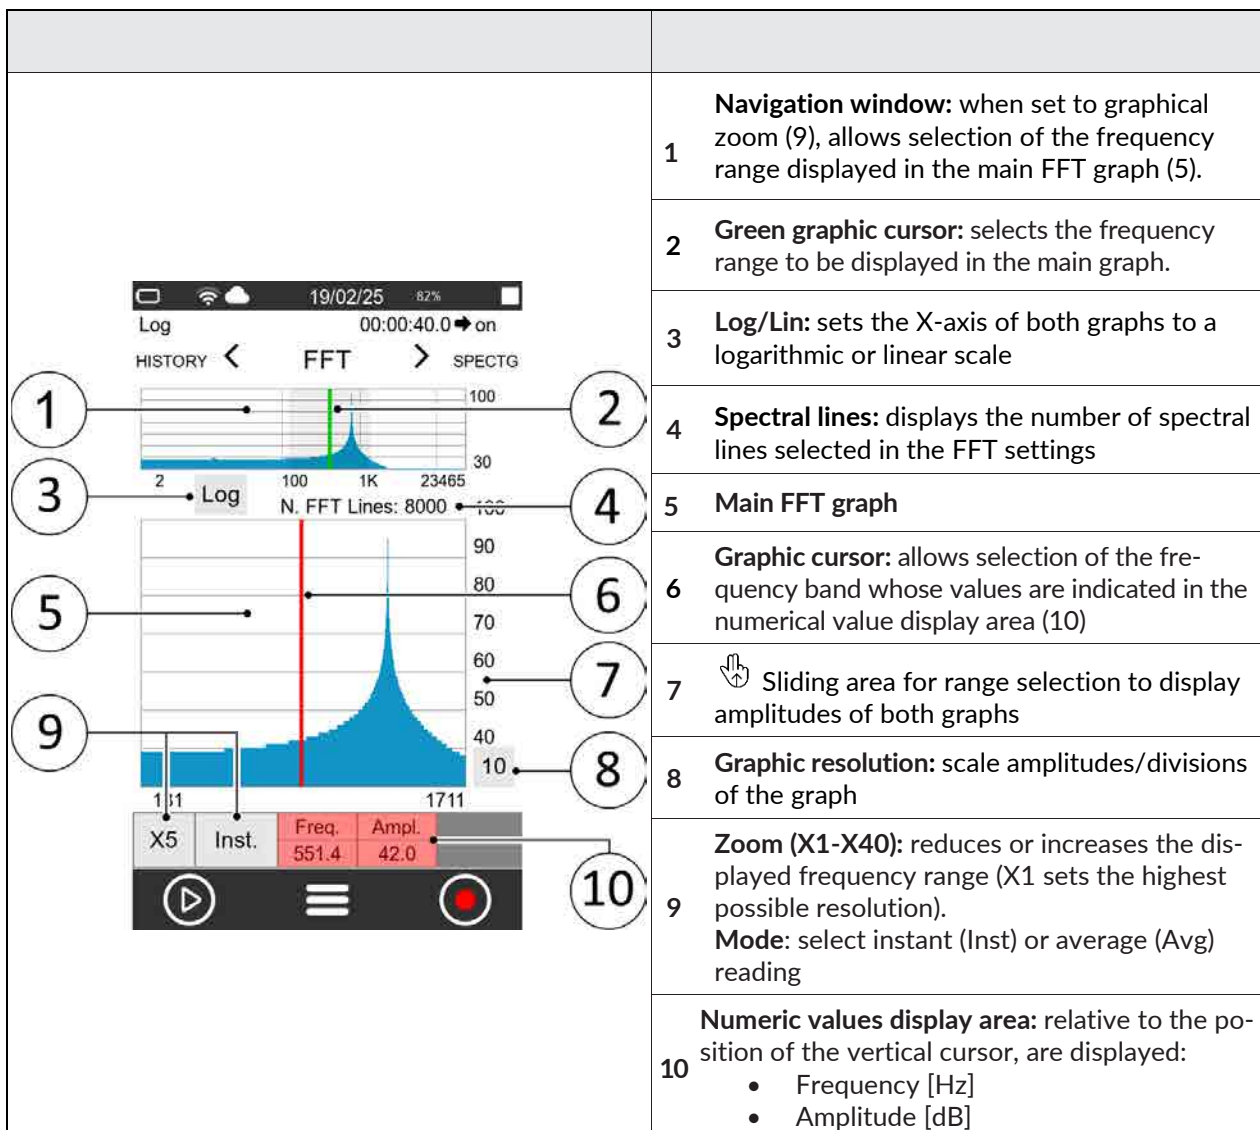 19/02/25 82%
Log 00:00:40.0 on
HISTORY < FFT > SPECTG
1
2
100
30
2 100 1K 23465
3
Log
N. FFT Lines: 8000
4
100
90
80
70
60
50
40
5
6
7
9
10
8
131 1711
X5 Inst. Freq. Ampl.
551.4 42.0
10
1 Navigation window: when set to graphical
zoom (9), allows selection of the frequency
range displayed in the main FFT graph (5).
2 Green graphic cursor: selects the frequency
range to be displayed in the main graph.
3 Log/Lin: sets the X-axis of both graphs to a
logarithmic or linear scale
4 Spectral lines: displays the number of spectral
lines selected in the FFT settings
5 Main FFT graph
6 Graphic cursor: allows selection of the fre-
quency band whose values are indicated in the
numerical value display area (10)
7 Sliding area for range selection to display
amplitudes of both graphs
8 Graphic resolution: scale amplitudes/divisions
of the graph
9 Zoom (X1-X40): reduces or increases the dis-
played frequency range (X1 sets the highest
possible resolution).
Mode: select instant (Inst) or average (Avg)
reading
10 Numeric values display area: relative to the po-
sition of the vertical cursor, are displayed:
• Frequency [Hz]
• Amplitude [dB]